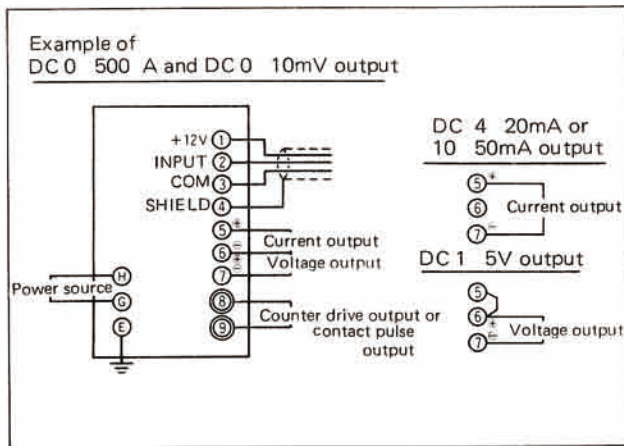 Example of
DC 0 500 A and DC 0 10mV output
+12V ①
INPUT ②
COM ③
SHIELD ④
⑤ ⊕
Current output
⑥ ⊖
⊕
Voltage output
⑦ ⊖
Power source
H
G
E
⑧
⑨
Counter drive output or
contact pulse
output
DC 4 20mA or
10 50mA output
⑤ +
⑥
Current output
⑦ −
DC 1 5V output
⑤
⑥
+
Voltage output
⑦ −